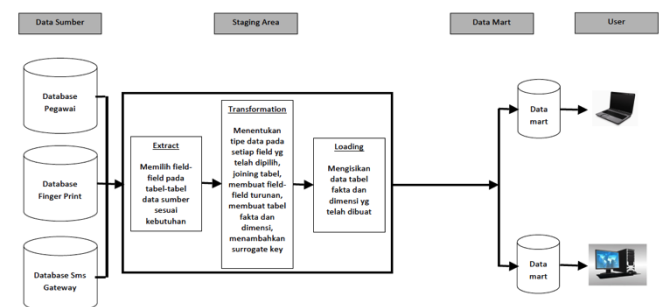 Data Sumber
Staging Area
Data Mart
User
Database
Pegawai
Database
Finger Print
Database Sms
Gateway
Extract
Memilih field-
field pada
tabel-tabel
data sumber
sesuai
kebutuhan
Transformation
Menentukan
tipe data pada
setiap field yg
telah dipilih,
joining tabel,
membuat field-
field turunan,
membuat tabel
fakta dan
dimensi,
menambahkan
surrogate key
Loading
Mengisikan
data tabel
fakta dan
dimensi yg
telah dibuat
Data
mart
Data
mart